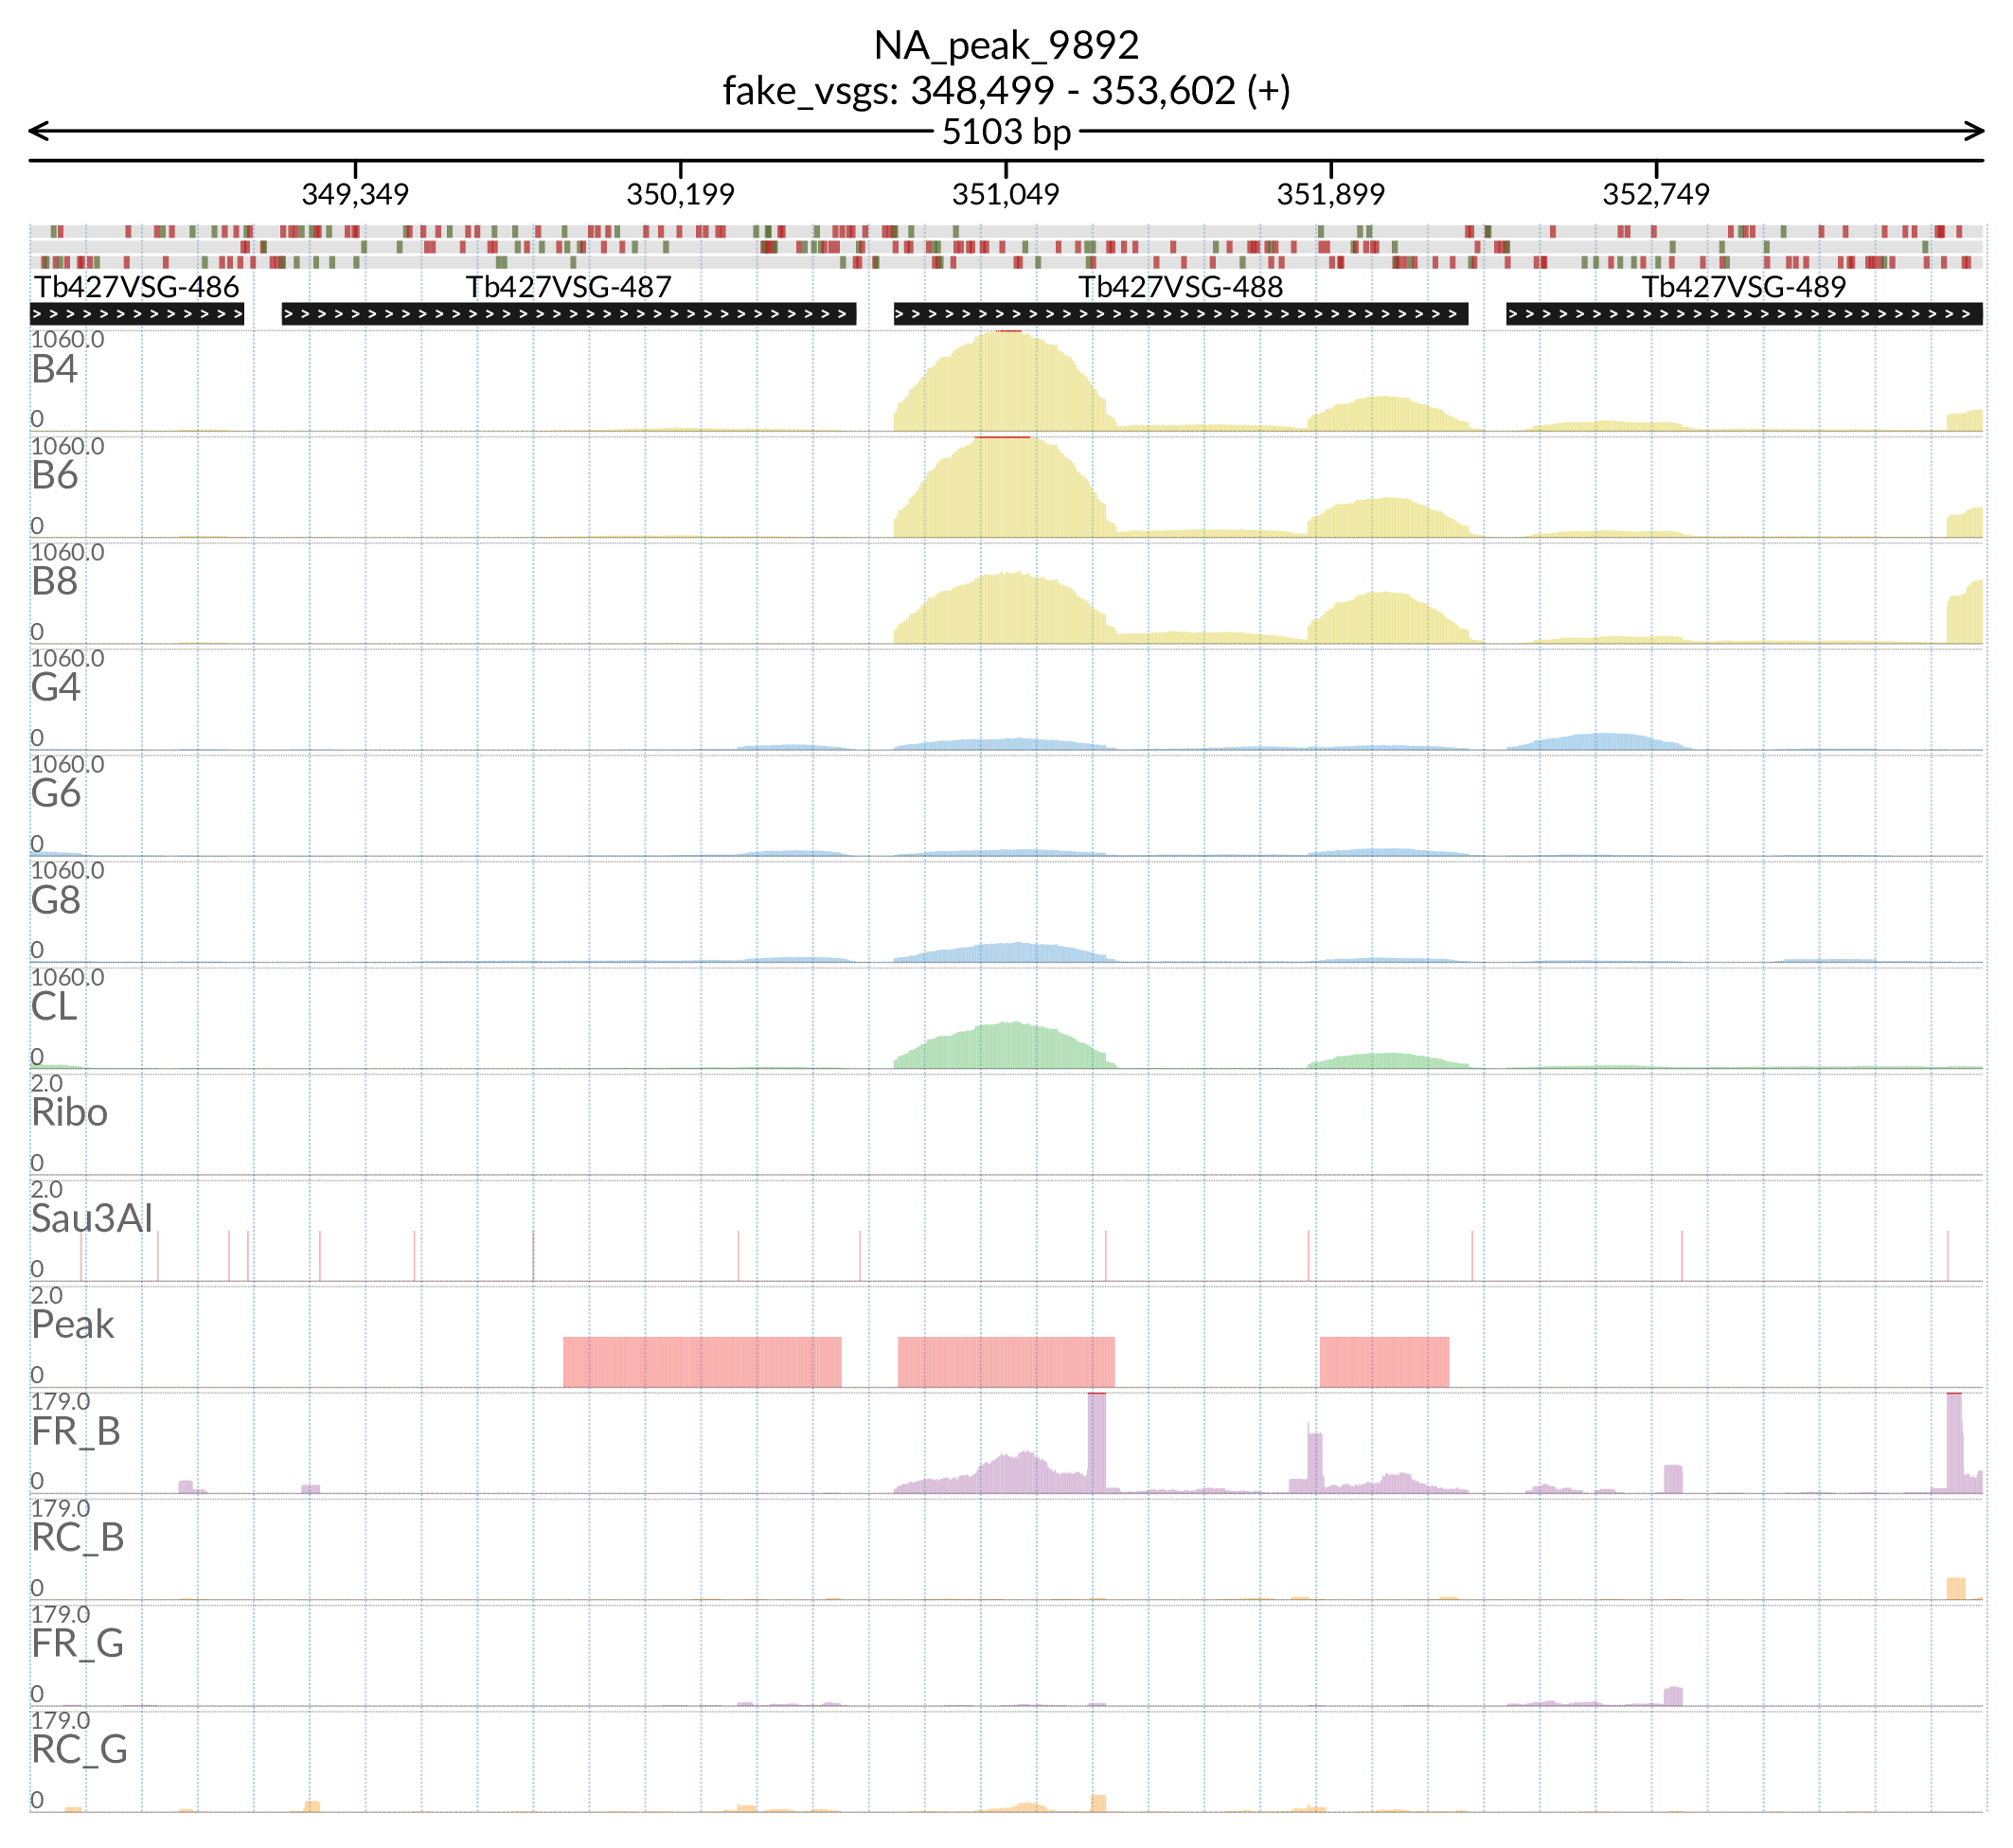 NA_peak_9892
fake_vsgs: 348,499 - 353,602 (+)
5103 bp
349,349 350,199 351,049 351,899 352,749
Tb427VSG-486 Tb427VSG-487 Tb427VSG-488 Tb427VSG-489
1060.0
B4
0
1060.0
B6
0
1060.0
B8
0
1060.0
G4
0
1060.0
G6
0
1060.0
G8
0
1060.0
CL
0
2.0
Ribo
0
2.0
Sau3AI
0
2.0
Peak
0
179.0
FR_B
0
179.0
RC_B
0
179.0
FR_G
0
179.0
RC_G
0